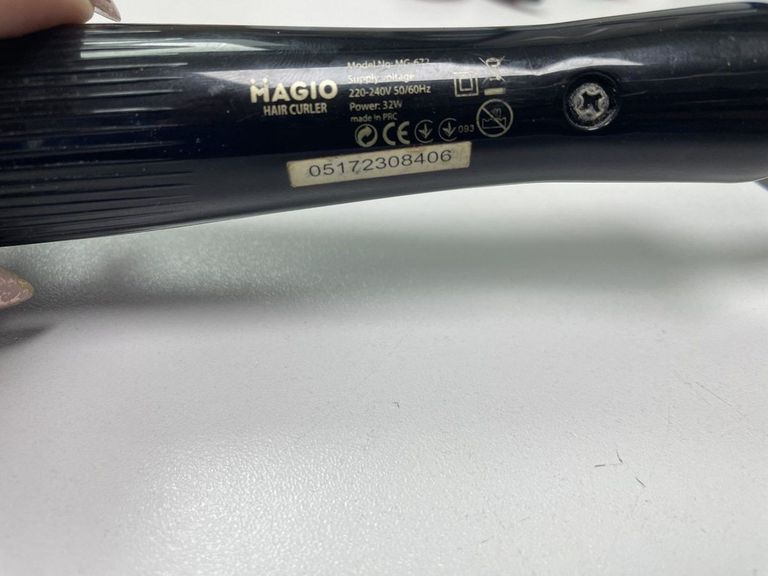 MAGIO
HAIR CURLER
Model No: MG-672
Supply voltage
220-240V 50/60Hz
Power: 32W
made in PRC
CE
093
05172308406